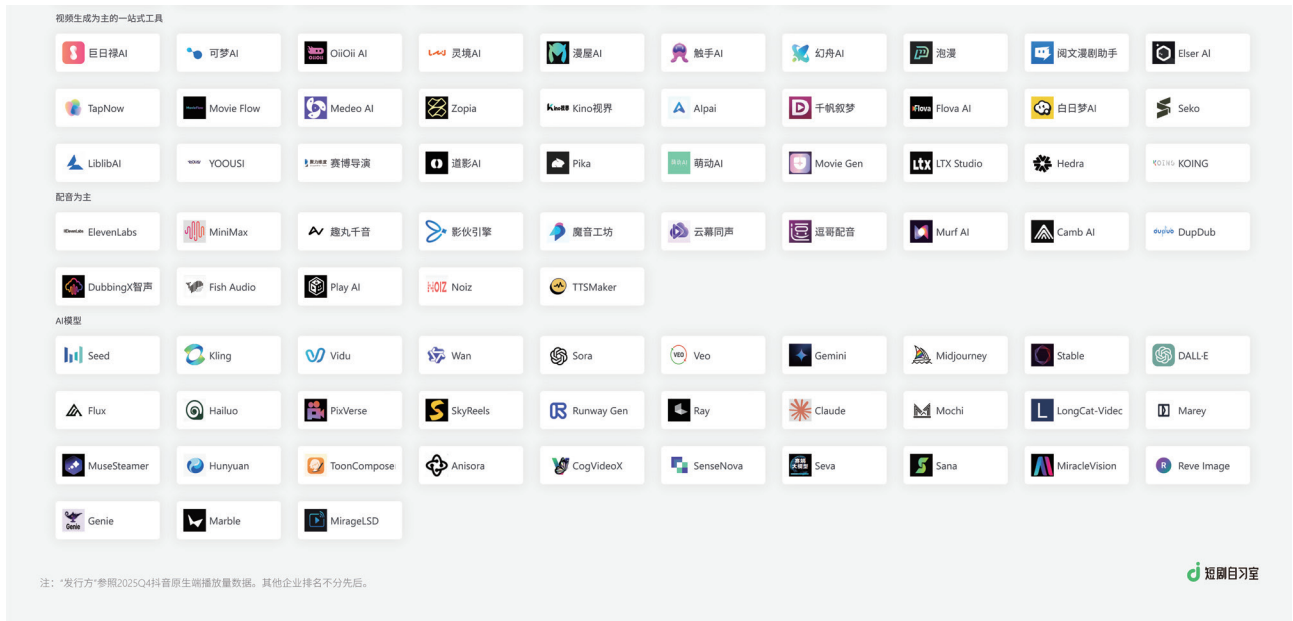 视频生成为主的一站式工具
巨日禄AI 可梦AI OiiOii AI 灵境AI 漫屋AI 触手AI 幻舟AI 泡漫 阅文漫剧助手 Elser AI
TapNow Movie Flow Medeo AI Zopia Kino视界 AIpai 千帆叙梦 Flova AI 白日梦AI Seko
LiblibAI YOOUSI 赛博导演 道影AI Pika 萌动AI Movie Gen LTX Studio Hedra KOING
配音为主
ElevenLabs MiniMax 趣丸千音 影伙引擎 魔音工坊 云幕同声 逗哥配音 Murf AI Camb AI DupDub
DubbingX智声 Fish Audio Play AI Noiz TTSMaker
AI模型
Seed Kling Vidu Wan Sora Veo Gemini Midjourney Stable DALL·E
Flux Hailuo PixVerse SkyReels Runway Gen Ray Claude Mochi LongCat-Videc Marey
MuseSteamer Hunyuan ToonCompose Anisora CogVideoX SenseNova Seva Sana MiracleVision Reve Image
Genie Marble MirageLSD
注："发行方"参照2025Q4抖音原生端播放量数据。其他企业排名不分先后。
短剧自习室